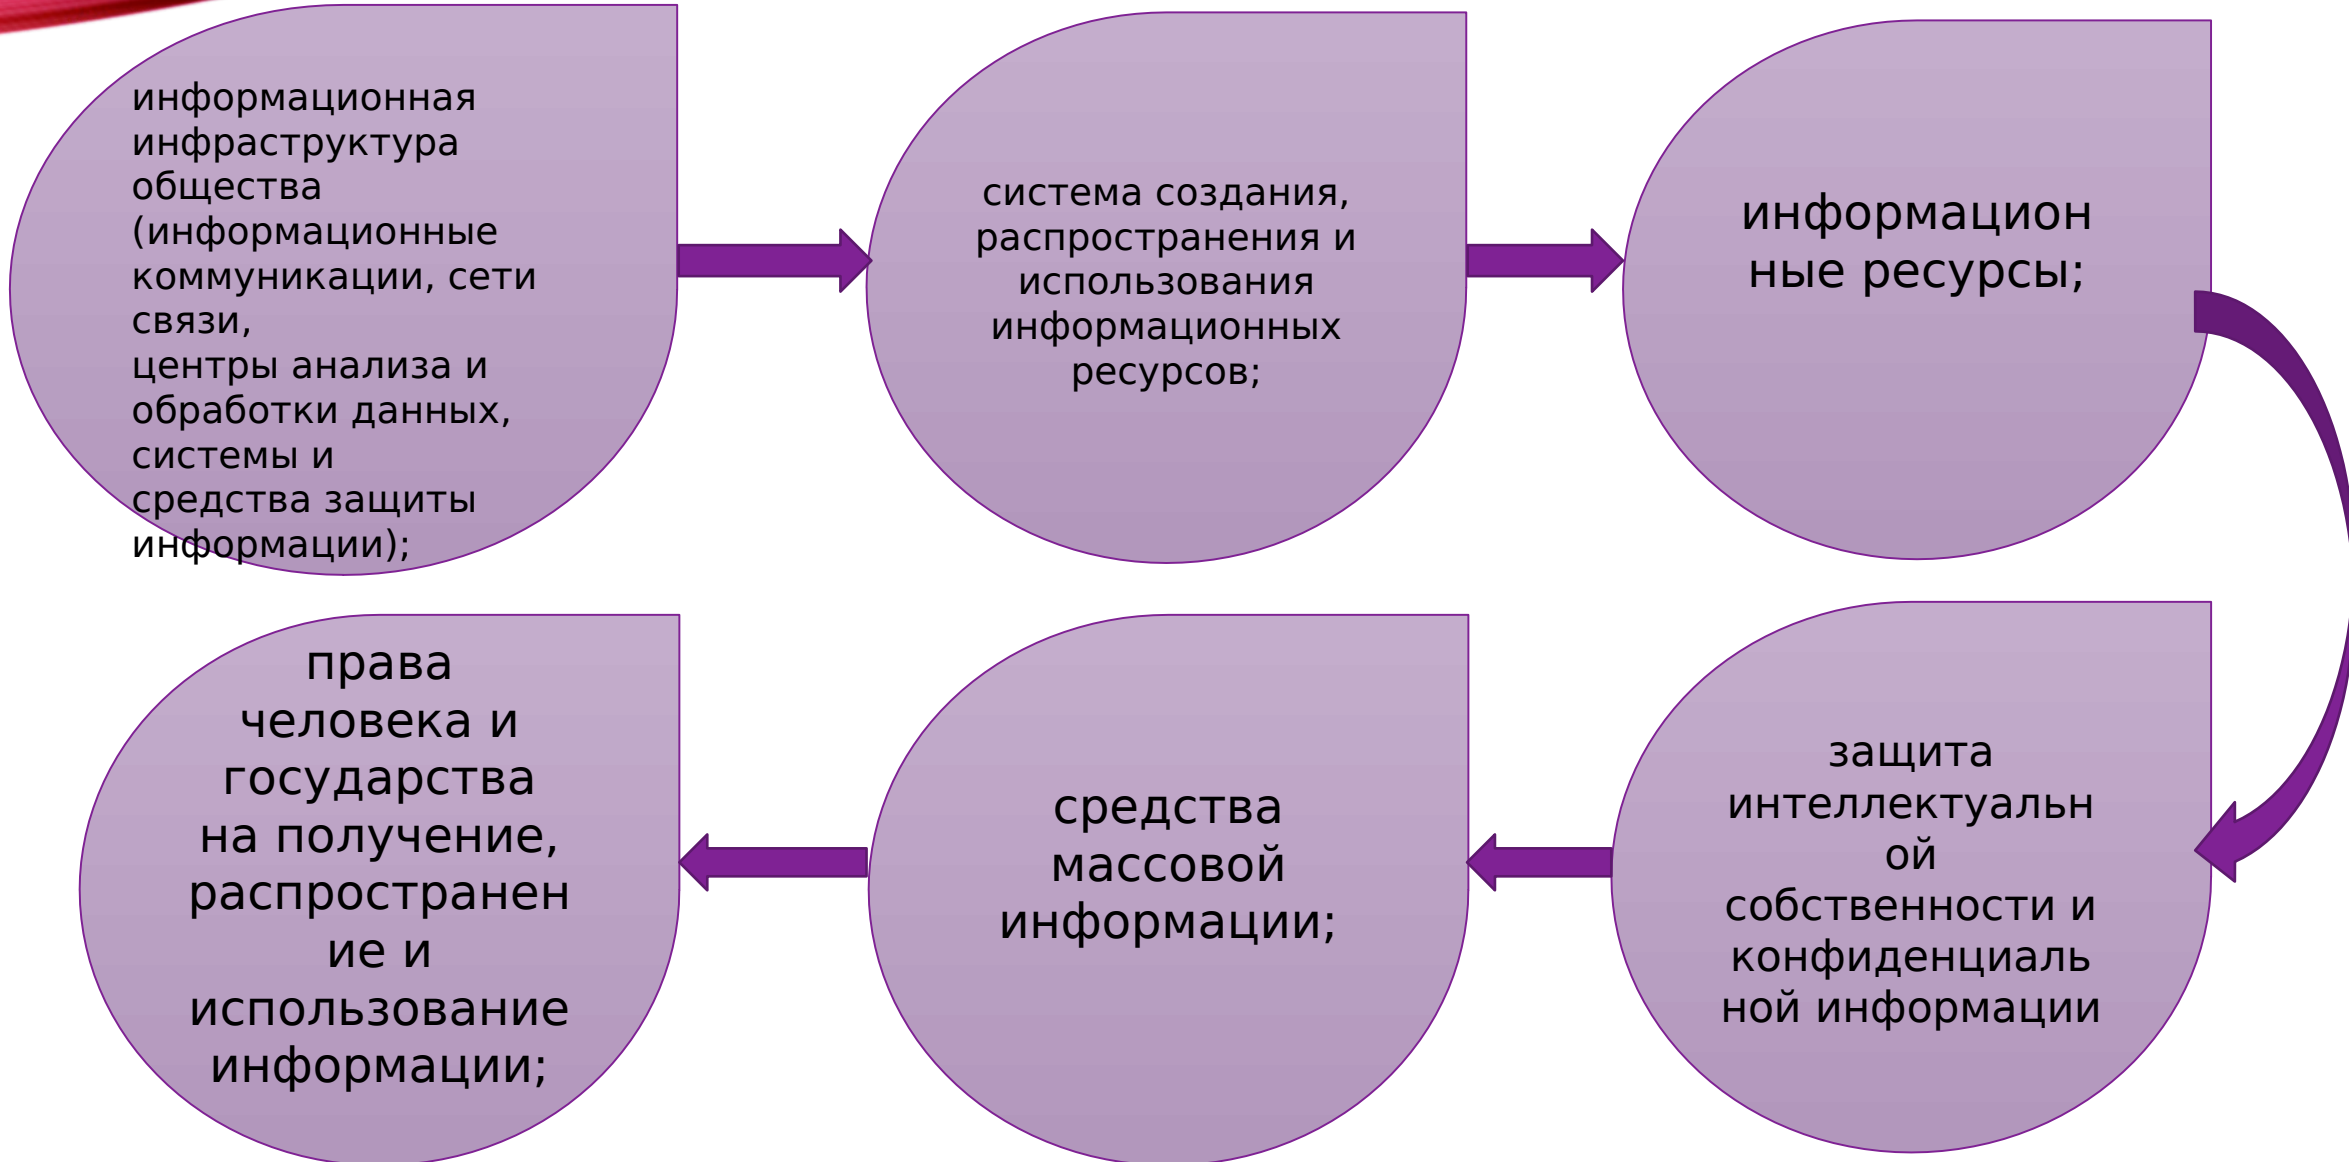 информационная
инфраструктура
общества
(информационные
коммуникации, сети
связи,
центры анализа и
обработки данных,
системы и
средства защиты
информации);
система создания,
распространения и
использования
информационных
ресурсов;
информацион
ные ресурсы;
защита
интеллектуальн
ой
собственности и
конфиденциаль
ной информации
средства
массовой
информации;
права
человека и
государства
на получение,
распространен
ие и
использование
информации;